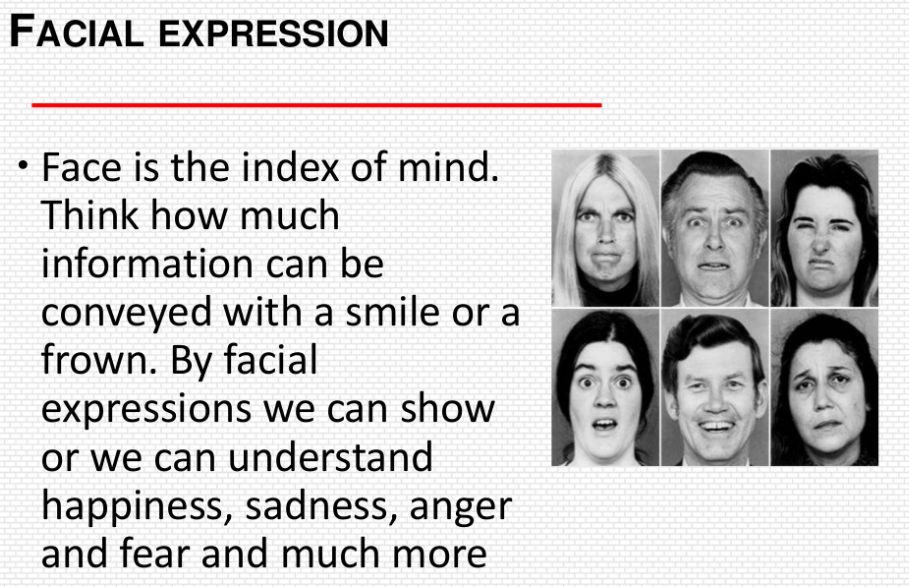 FACIAL EXPRESSION
• Face is the index of mind.
Think how much
information can be
conveyed with a smile or a
frown. By facial
expressions we can show
or we can understand
happiness, sadness, anger
and fear and much more